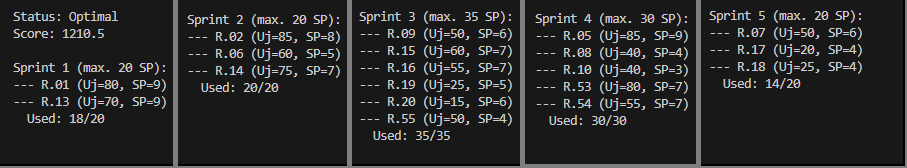 Status: Optimal
Score: 1210.5
Sprint 1 (max. 20 SP):
--- R.01 (Uj=80, SP=9)
--- R.13 (Uj=70, SP=9)
Used: 18/20
Sprint 2 (max. 20 SP):
--- R.02 (Uj=85, SP=8)
--- R.06 (Uj=60, SP=5)
--- R.14 (Uj=75, SP=7)
Used: 20/20
Sprint 3 (max. 35 SP):
--- R.09 (Uj=50, SP=6)
--- R.15 (Uj=60, SP=7)
--- R.16 (Uj=55, SP=7)
--- R.19 (Uj=25, SP=5)
--- R.20 (Uj=15, SP=6)
--- R.55 (Uj=50, SP=4)
Used: 35/35
Sprint 4 (max. 30 SP):
--- R.05 (Uj=85, SP=9)
--- R.08 (Uj=40, SP=4)
--- R.10 (Uj=40, SP=3)
--- R.53 (Uj=80, SP=7)
--- R.54 (Uj=55, SP=7)
Used: 30/30
Sprint 5 (max. 20 SP):
--- R.07 (Uj=50, SP=6)
--- R.17 (Uj=20, SP=4)
--- R.18 (Uj=25, SP=4)
Used: 14/20